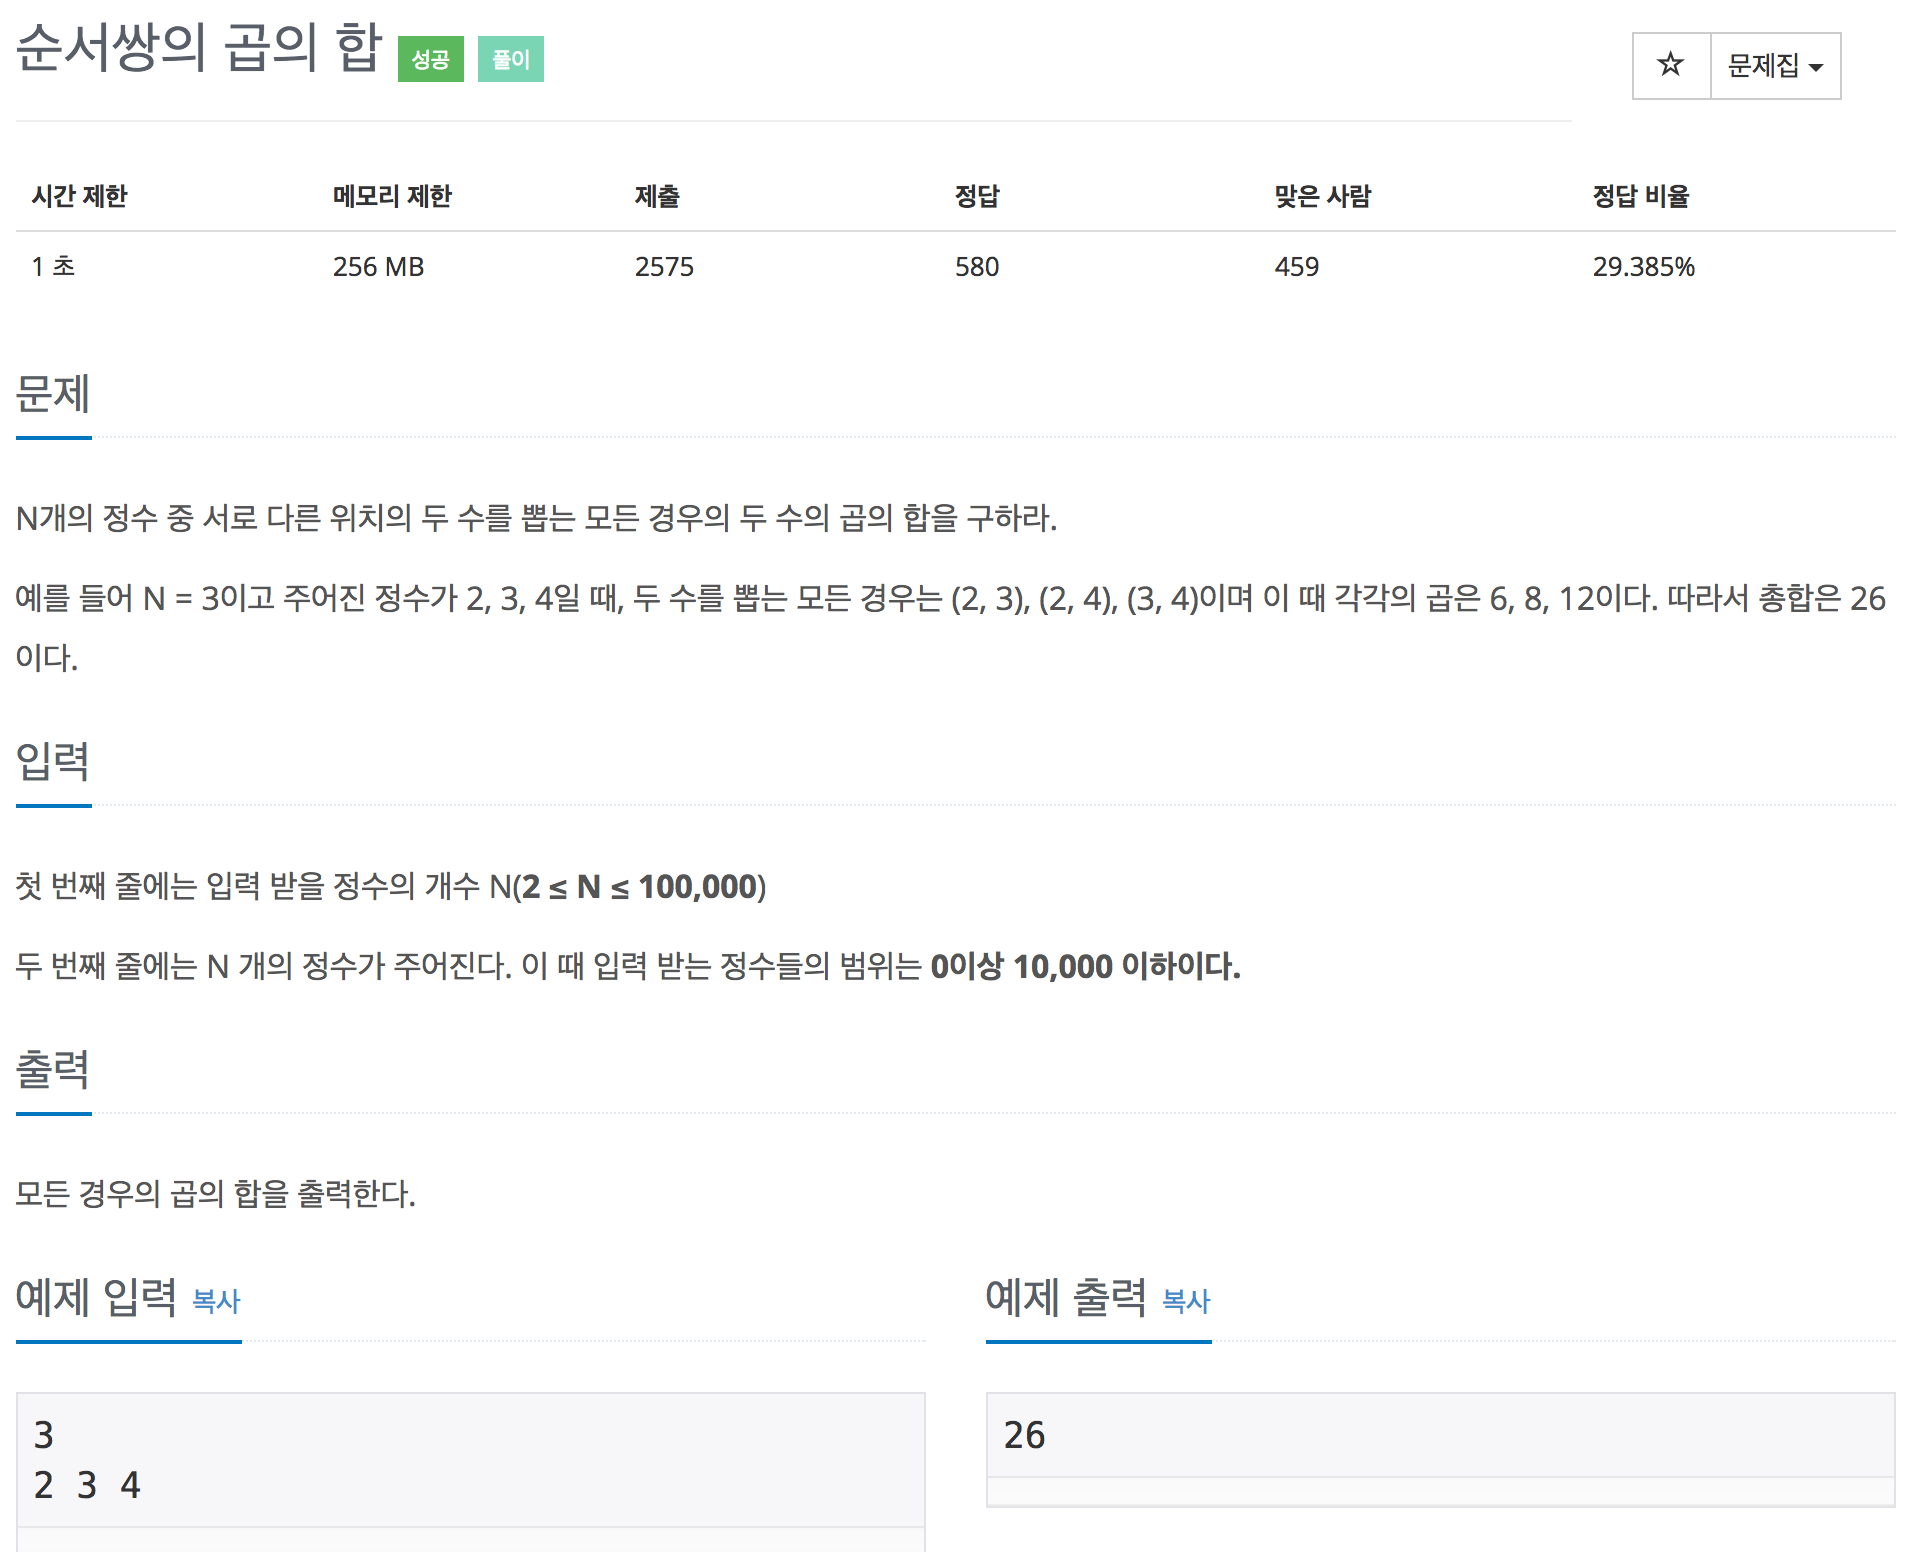 순서쌍의 곱의 합 성공 풀이
☆ 문제집
시간 제한 메모리 제한 제출 정답 맞은 사람 정답 비율
1 초 256 MB 2575 580 459 29.385%
문제
N개의 정수 중 서로 다른 위치의 두 수를 뽑는 모든 경우의 두 수의 곱의 합을 구하라.
예를 들어 N = 3이고 주어진 정수가 2, 3, 4일 때, 두 수를 뽑는 모든 경우는 (2, 3), (2, 4), (3, 4)이며 이 때 각각의 곱은 6, 8, 12이다. 따라서 총합은 26
이다.
입력
첫 번째 줄에는 입력 받을 정수의 개수 N(2 ≤ N ≤ 100,000)
두 번째 줄에는 N 개의 정수가 주어진다. 이 때 입력 받는 정수들의 범위는 0이상 10,000 이하이다.
출력
모든 경우의 곱의 합을 출력한다.
예제 입력 복사
3
2 3 4
예제 출력 복사
26